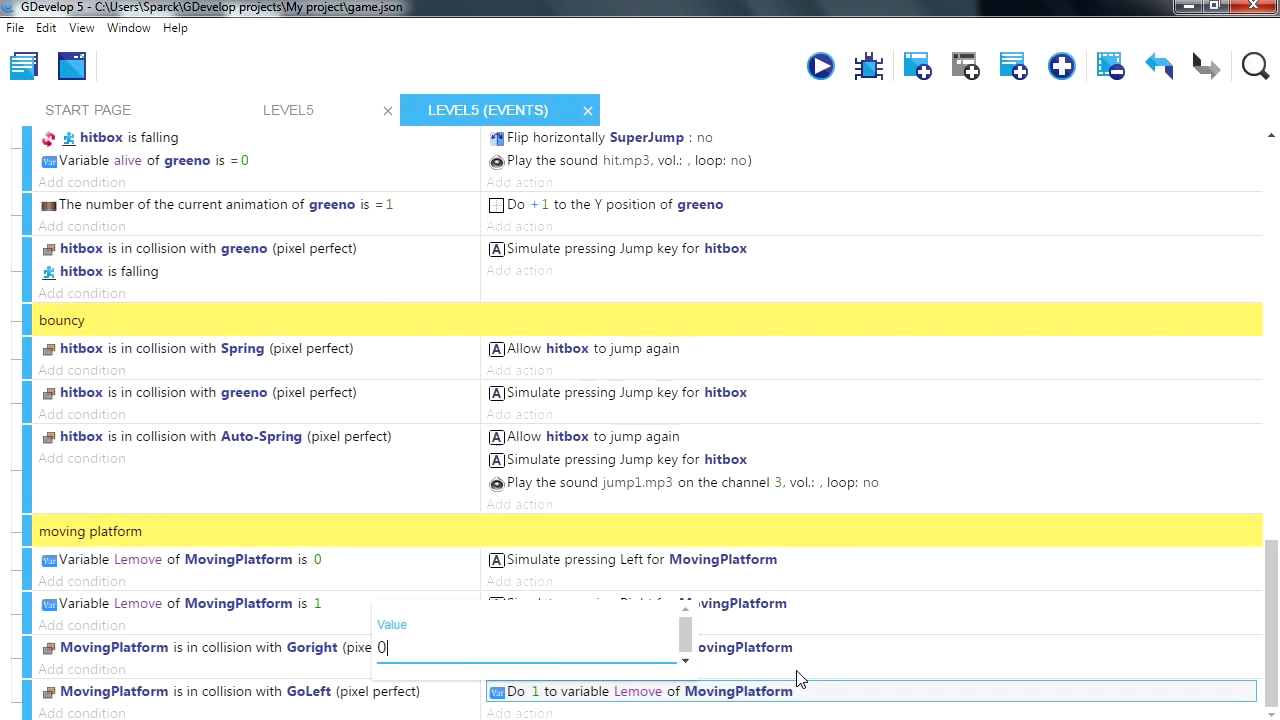 GDevelop 5 - C:\Users\Sparck\GDevelop projects\My project\game.json
File Edit View Window Help
START PAGE LEVEL5 LEVEL5 (EVENTS)
hitbox is falling Flip horizontally SuperJump : no
Variable alive of greeno is = 0 Play the sound hit.mp3, vol.: , loop: no)
Add condition Add action
The number of the current animation of greeno is = 1 Do + 1 to the Y position of greeno
Add condition Add action
hitbox is in collision with greeno (pixel perfect) Simulate pressing Jump key for hitbox
hitbox is falling Add action
Add condition
bouncy
hitbox is in collision with Spring (pixel perfect) Allow hitbox to jump again
Add condition Add action
hitbox is in collision with greeno (pixel perfect) Simulate pressing Jump key for hitbox
Add condition Add action
hitbox is in collision with Auto-Spring (pixel perfect) Allow hitbox to jump again
Add condition Simulate pressing Jump key for hitbox
Play the sound jump1.mp3 on the channel 3, vol.: , loop: no
Add action
moving platform
Variable Lemove of MovingPlatform is 0 Simulate pressing Left for MovingPlatform
Add condition Add action
Variable Lemove of MovingPlatform is 1 Simulate pressing Right for MovingPlatform
Add condition Value
MovingPlatform is in collision with Goright (pixe 0 ovingPlatform
Add condition
MovingPlatform is in collision with GoLeft (pixel perfect) Do 1 to variable Lemove of MovingPlatform
Add condition Add action